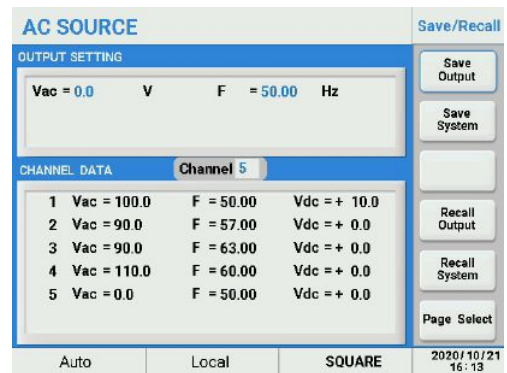 AC SOURCE
Save/Recall
OUTPUT SETTING
Vac = 0.0 V F = 50.00 Hz
Save
Output
Save
System
CHANNEL DATA Channel 5
1 Vac = 100.0 F = 50.00 Vdc = + 10.0
2 Vac = 90.0 F = 57.00 Vdc = + 0.0
3 Vac = 90.0 F = 63.00 Vdc = + 0.0
4 Vac = 110.0 F = 60.00 Vdc = + 0.0
5 Vac = 0.0 F = 50.00 Vdc = + 0.0
Recall
Output
Recall
System
Page Select
Auto Local SQUARE
2020/10/21
16:13